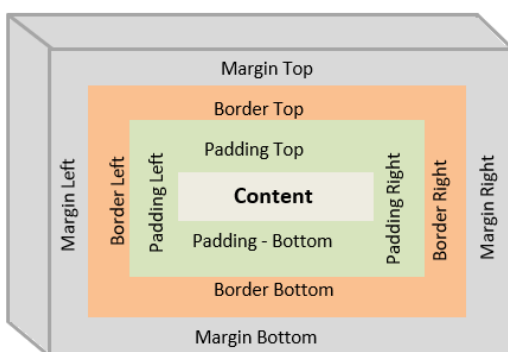 Margin Top
Border Top
Padding Top
Margin Left
Border Left
Padding Left
Content
Padding Right
Border Right
Margin Right
Padding - Bottom
Border Bottom
Margin Bottom